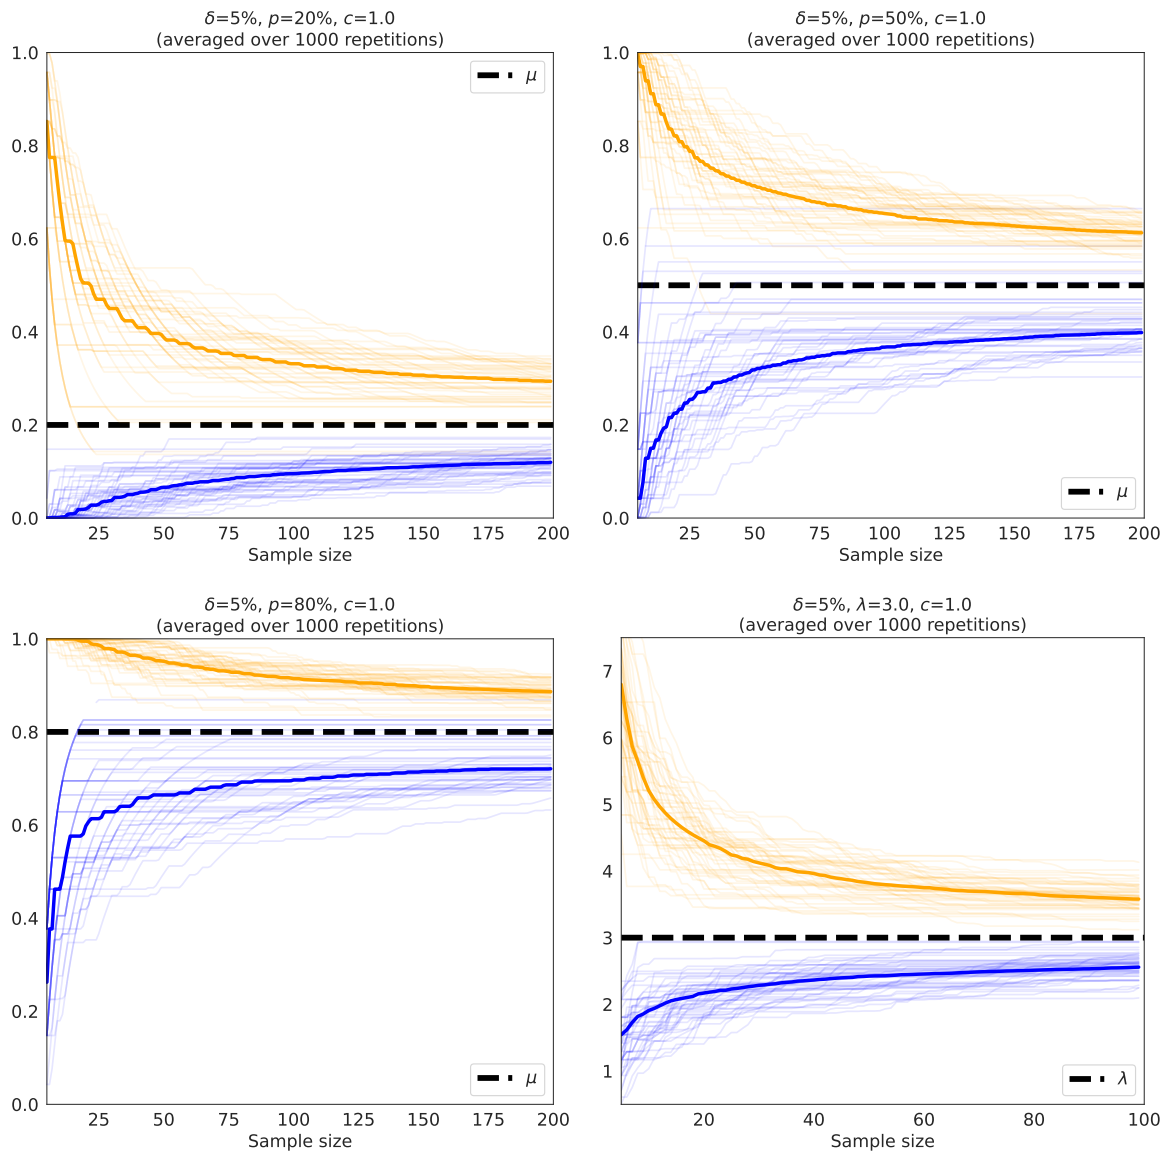 δ=5%, p=20%, c=1.0
(averaged over 1000 repetitions)
1.0
0.8
0.6
0.4
0.2
0.0
μ
25 50 75 100 125 150 175 200
Sample size
δ=5%, p=50%, c=1.0
(averaged over 1000 repetitions)
1.0
0.8
0.6
0.4
0.2
0.0
μ
25 50 75 100 125 150 175 200
Sample size
δ=5%, p=80%, c=1.0
(averaged over 1000 repetitions)
1.0
0.8
0.6
0.4
0.2
0.0
μ
25 50 75 100 125 150 175 200
Sample size
δ=5%, λ=3.0, c=1.0
(averaged over 1000 repetitions)
7
6
5
4
3
2
1
λ
20 40 60 80 100
Sample size